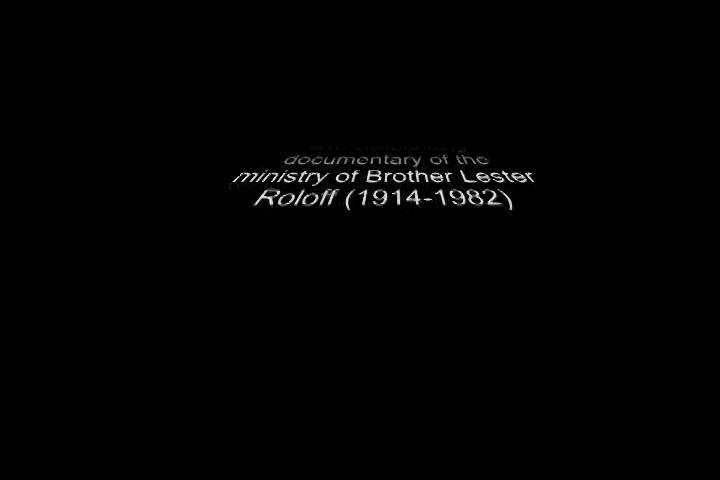 documentary of the
ministry of Brother Lester
Roloff (1914-1982)